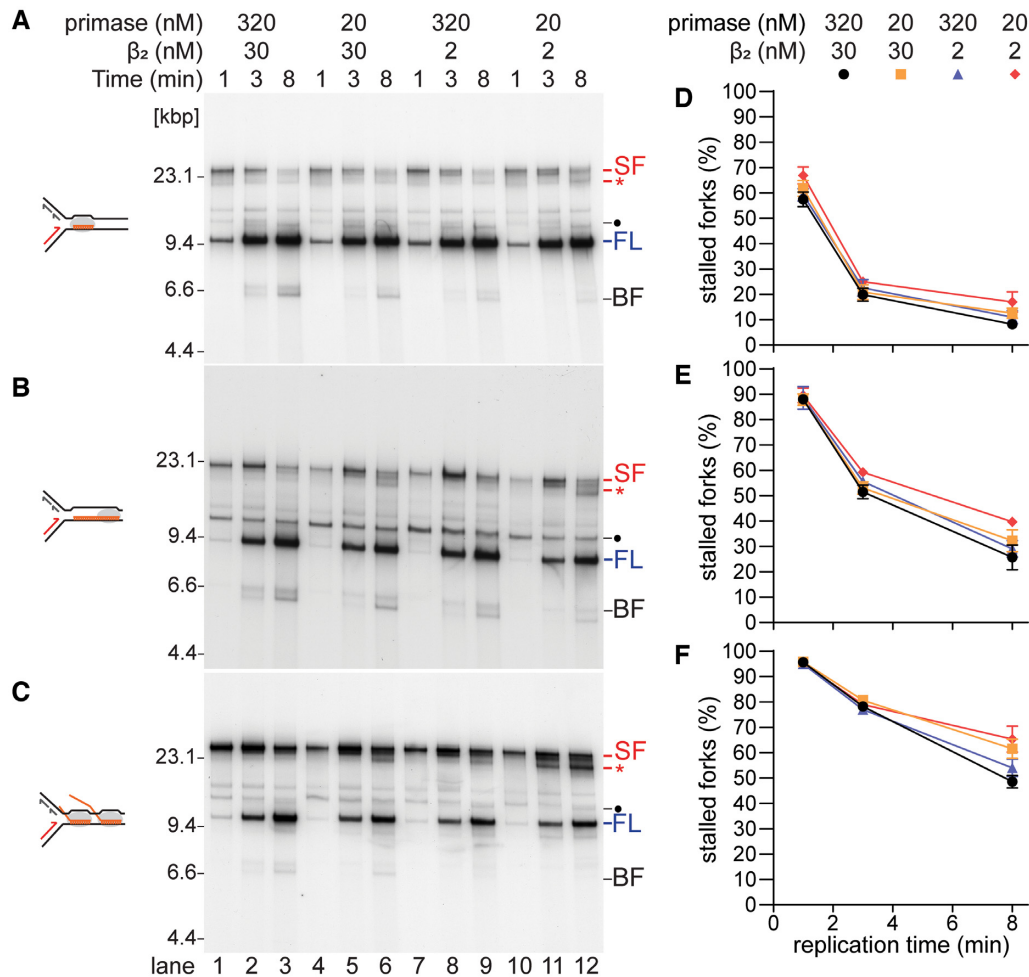 A
primase (nM) 320 20 320 20
β₂ (nM) 30 30 2 2
Time (min) 1 3 8 1 3 8 1 3 8 1 3 8
[kbp]
23.1
9.4
6.6
4.4
SF
*
•
FL
BF
B
23.1
9.4
6.6
4.4
SF
*
•
FL
BF
C
23.1
9.4
6.6
4.4
SF
*
•
FL
BF
lane 1 2 3 4 5 6 7 8 9 10 11 12
primase (nM) 320 20 320 20
β₂ (nM) 30 30 2 2
D
stalled forks (%)
100
90
80
70
60
50
40
30
20
10
0
E
stalled forks (%)
100
90
80
70
60
50
40
30
20
10
0
F
stalled forks (%)
100
90
80
70
60
50
40
30
20
10
0
0 2 4 6 8
replication time (min)